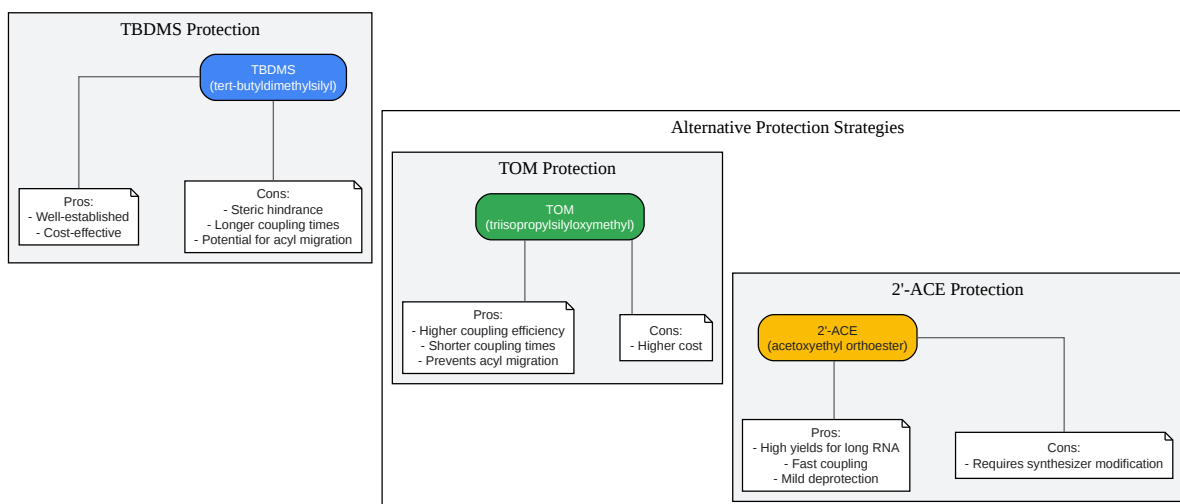 TBDMS Protection
TBDMS
(tert-butyldimethylsilyl)
Pros:
- Well-established
- Cost-effective
Cons:
- Steric hindrance
- Longer coupling times
- Potential for acyl migration
Alternative Protection Strategies
TOM Protection
TOM
(triisopropylsilyloxymethyl)
Pros:
- Higher coupling efficiency
- Shorter coupling times
- Prevents acyl migration
Cons:
- Higher cost
2'-ACE Protection
2'-ACE
(acetoxyethyl orthoester)
Pros:
- High yields for long RNA
- Fast coupling
- Mild deprotection
Cons:
- Requires synthesizer modification